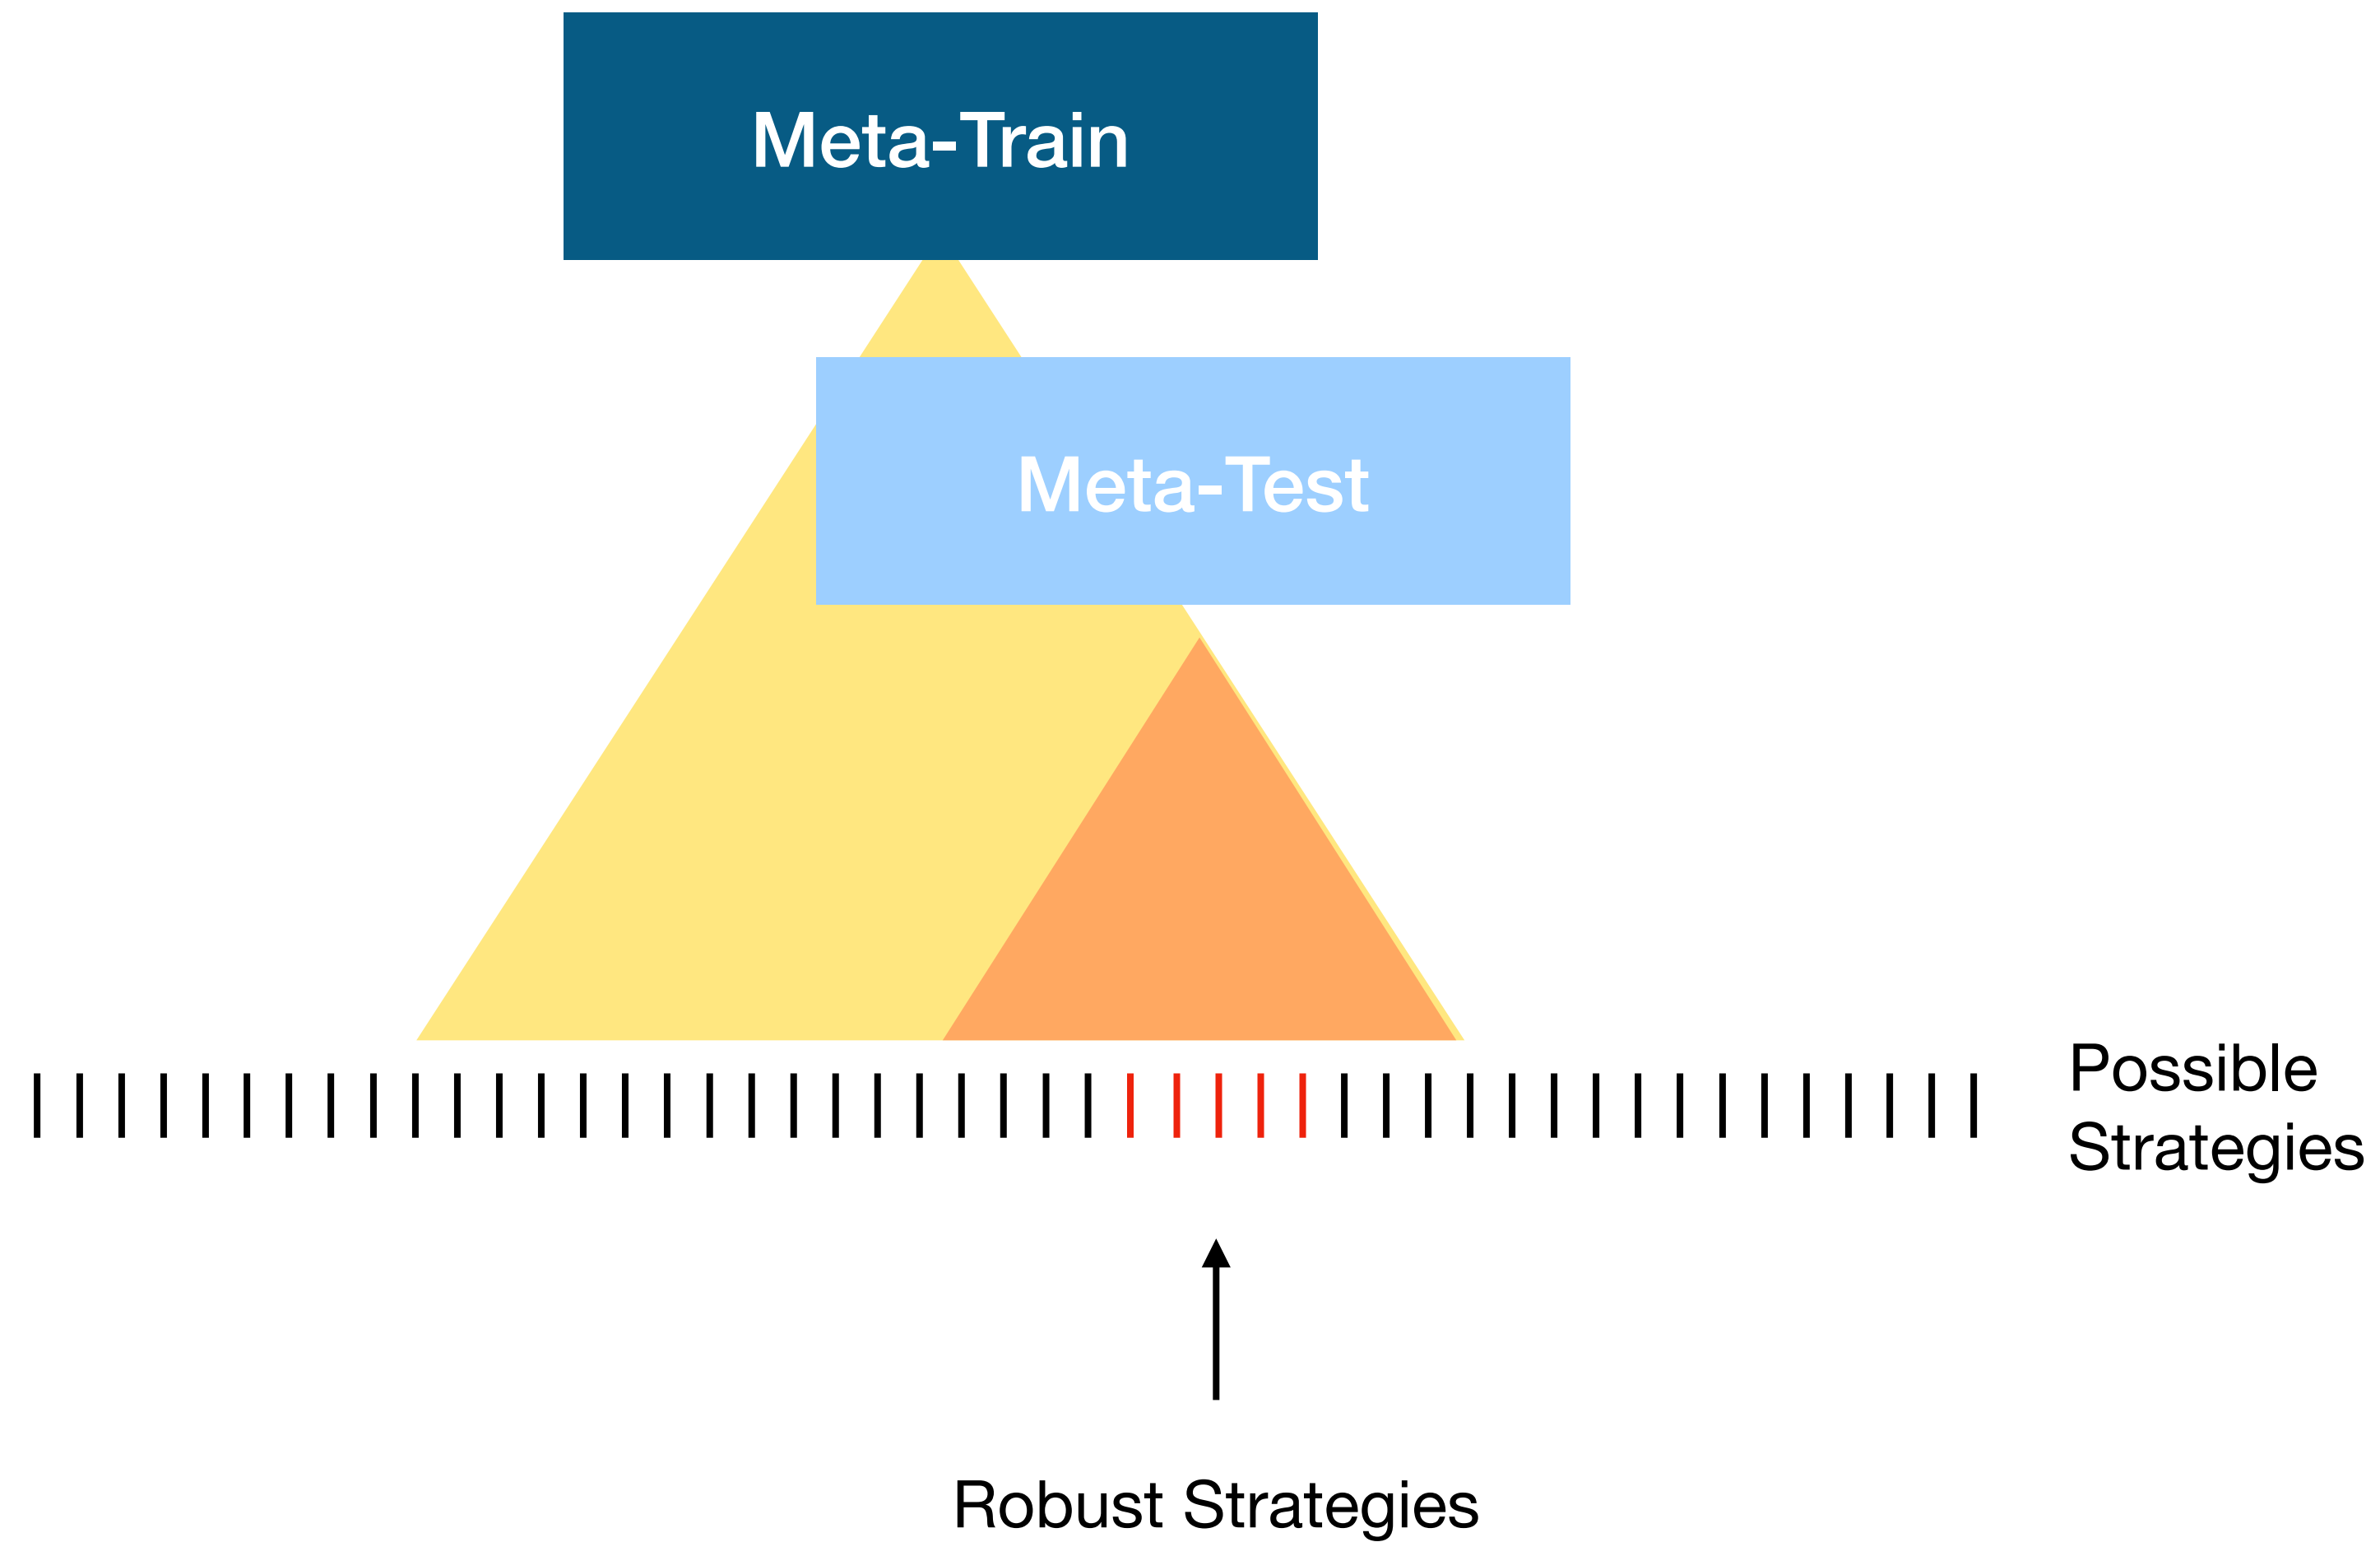 Meta-Train
Meta-Test
Possible
Strategies
Robust Strategies